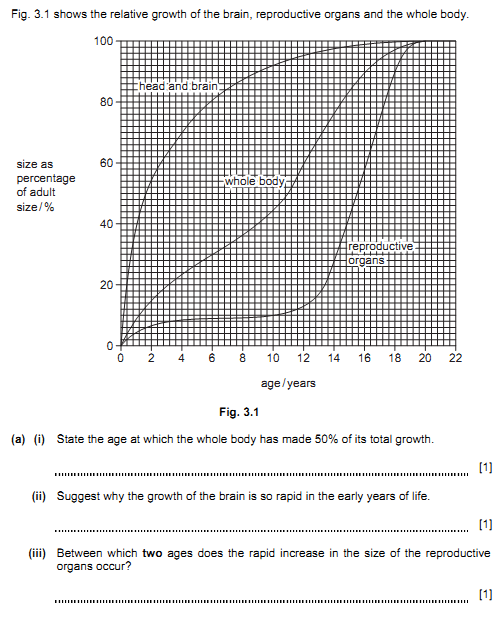 Fig. 3.1 shows the relative growth of the brain, reproductive organs and the whole body.
100
head and brain
80
size as
percentage
of adult
size/%
60
whole body
40
reproductive
organs
20
0
0 2 4 6 8 10 12 14 16 18 20 22
age/years
Fig. 3.1
(a) (i) State the age at which the whole body has made 50% of its total growth.
[1]
(ii) Suggest why the growth of the brain is so rapid in the early years of life.
[1]
(iii) Between which two ages does the rapid increase in the size of the reproductive
organs occur?
[1]